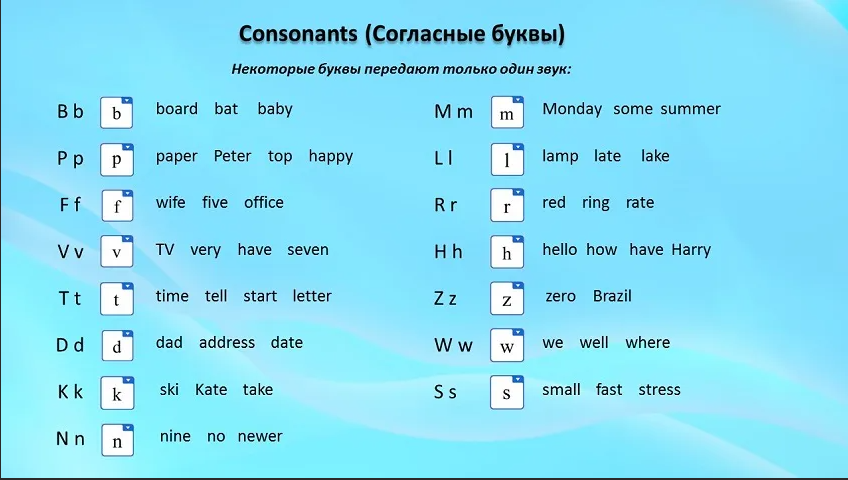 Consonants (Согласные буквы)
Некоторые буквы передают только один звук:
B b b board bat baby
P p p paper Peter top happy
F f f wife five office
V v v TV very have seven
T t t time tell start letter
D d d dad address date
K k k ski Kate take
N n n nine no newer
M m m Monday some summer
L l l lamp late lake
R r r red ring rate
H h h hello how have Harry
Z z z zero Brazil
W w w we well where
S s s small fast stress